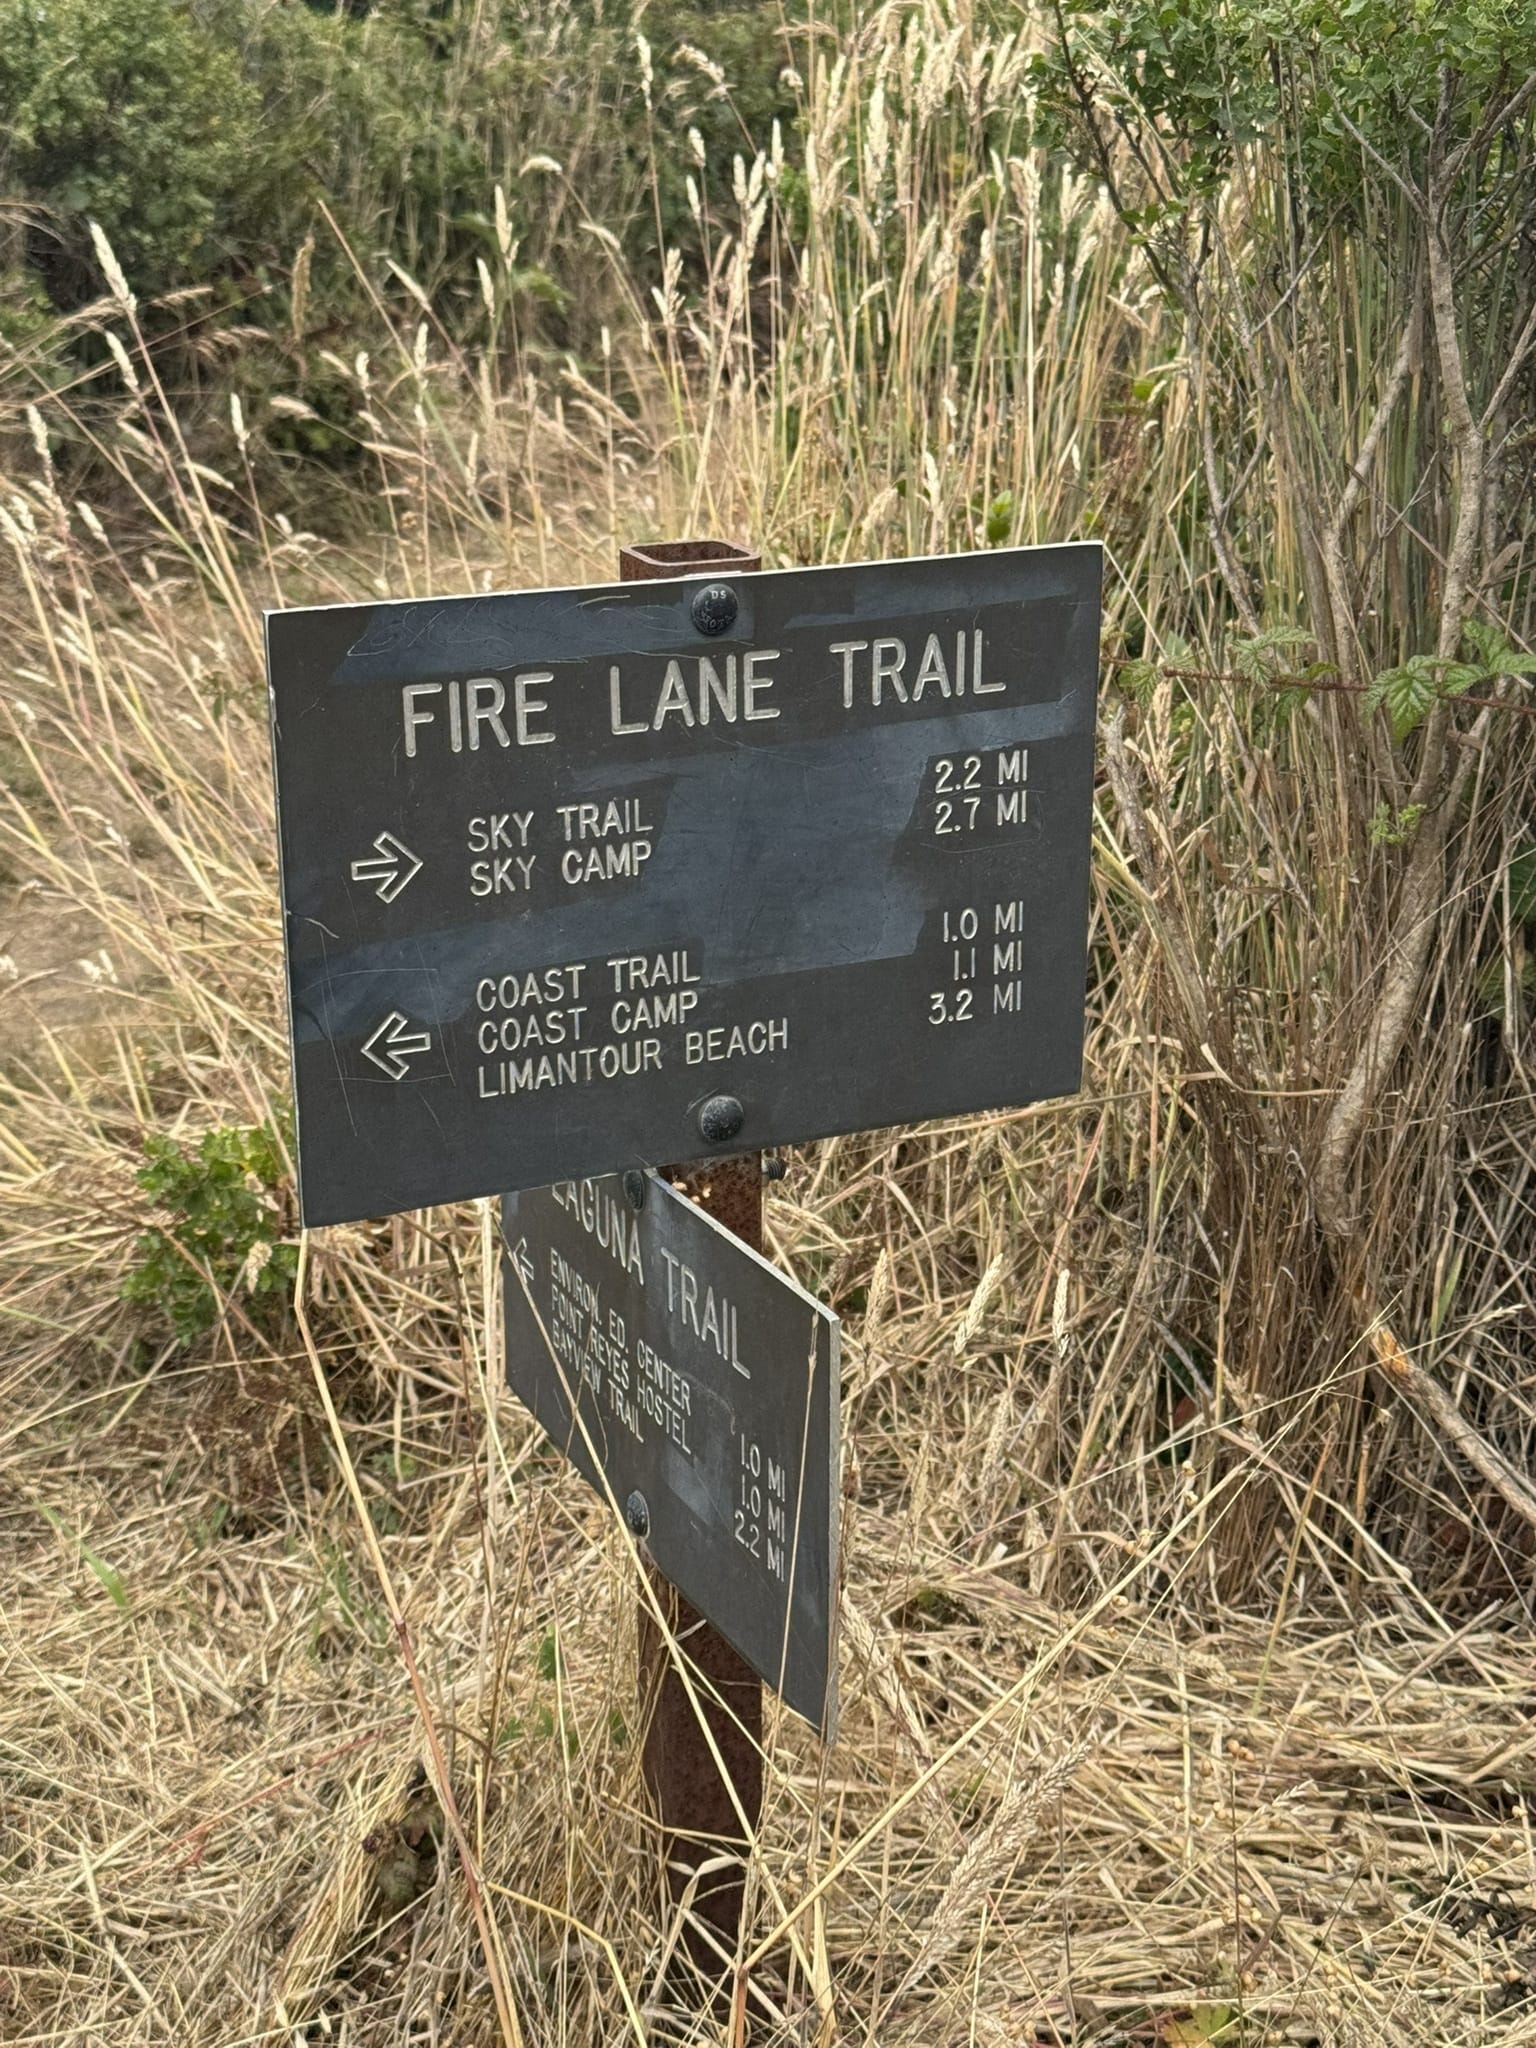 FIRE LANE TRAIL
SKY TRAIL 2.2 MI
SKY CAMP 2.7 MI
COAST TRAIL 1.0 MI
COAST CAMP 1.1 MI
LIMANTOUR BEACH 3.2 MI
LAGUNA TRAIL
ENVIRON. ED. CENTER 1.0 MI
POINT REYES HOSTEL 1.0 MI
BAYVIEW TRAIL 2.2 MI